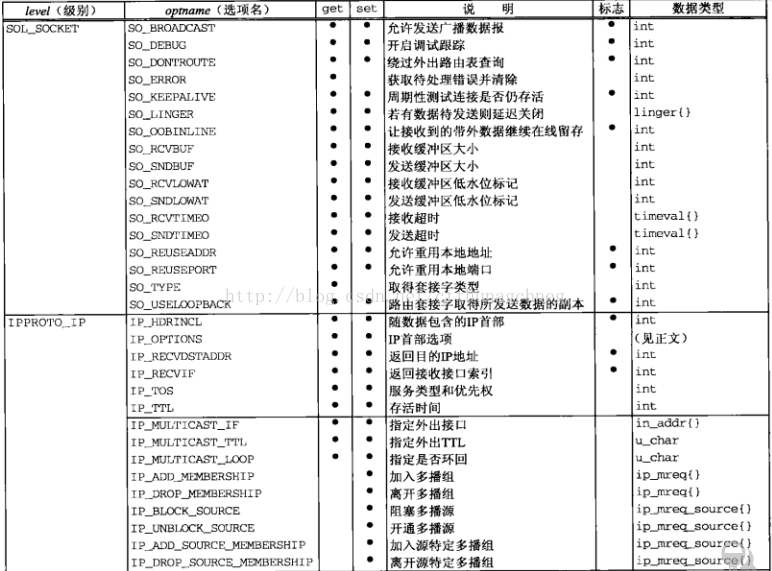 level（级别） optname（选项名） get set 说 明 标志 数据类型
SOL_SOCKET SO_BROADCAST • • 允许发送广播数据报 • int
SO_DEBUG • • 开启调试跟踪 • int
SO_DONTROUTE • • 绕过外出路由表查询 • int
SO_ERROR • 获取待处理错误并清除 int
SO_KEEPALIVE • • 周期性测试连接是否仍存活 • int
SO_LINGER • • 若有数据待发送则延迟关闭 linger{}
SO_OOBINLINE • • 让接收到的带外数据继续在线留存 • int
SO_RCVBUF • • 接收缓冲区大小 int
SO_SNDBUF • • 发送缓冲区大小 int
SO_RCVLOWAT • • 接收缓冲区低水位标记 int
SO_SNDLOWAT • • 发送缓冲区低水位标记 int
SO_RCVTIMEO • • 接收超时 timeval{}
SO_SNDTIMEO • • 发送超时 timeval{}
SO_REUSEADDR • • 允许重用本地地址 • int
SO_REUSEPORT • • 允许重用本地端口 • int
SO_TYPE • 取得套接字类型 int
SO_USELOOPBACK • • 路由套接字取得所发送数据的副本 • int
IPPROTO_IP IP_HDRINCL • • 随数据包含的IP首部 • int
IP_OPTIONS • • IP首部选项 （见正文）
IP_RECVDSTADDR • • 返回目的IP地址 • int
IP_RECVIF • • 返回接收接口索引 • int
IP_TOS • • 服务类型和优先权 int
IP_TTL • • 存活时间 int
IP_MULTICAST_IF • • 指定外出接口 in_addr{}
IP_MULTICAST_TTL • • 指定外出TTL u_char
IP_MULTICAST_LOOP • • 指定是否环回 u_char
IP_ADD_MEMBERSHIP • 加入多播组 ip_mreq{}
IP_DROP_MEMBERSHIP • 离开多播组 ip_mreq{}
IP_BLOCK_SOURCE • 阻塞多播源 ip_mreq_source{}
IP_UNBLOCK_SOURCE • 开通多播源 ip_mreq_source{}
IP_ADD_SOURCE_MEMBERSHIP • 加入源特定多播组 ip_mreq_source{}
IP_DROP_SOURCE_MEMBERSHIP • 离开源特定多播组 ip_mreq_source{}